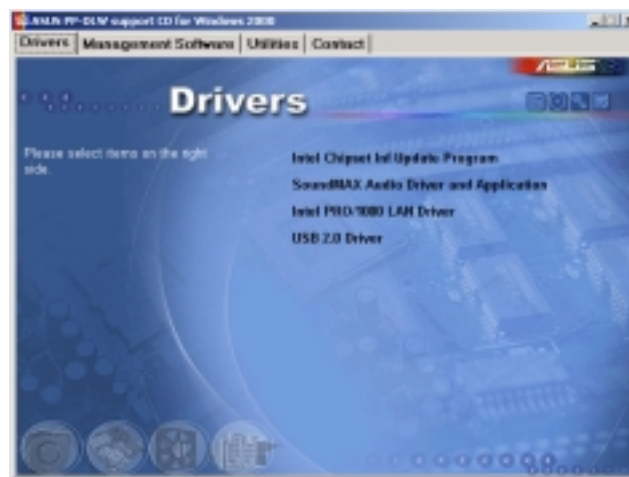 ASUS PP-DLW support CD for Windows 2000
Drivers Management Software Utilities Contact
Drivers
Please select items on the right
side.
Intel Chipset Inf Update Program
SoundMAX Audio Driver and Application
Intel PRO/1000 LAN Driver
USB 2.0 Driver